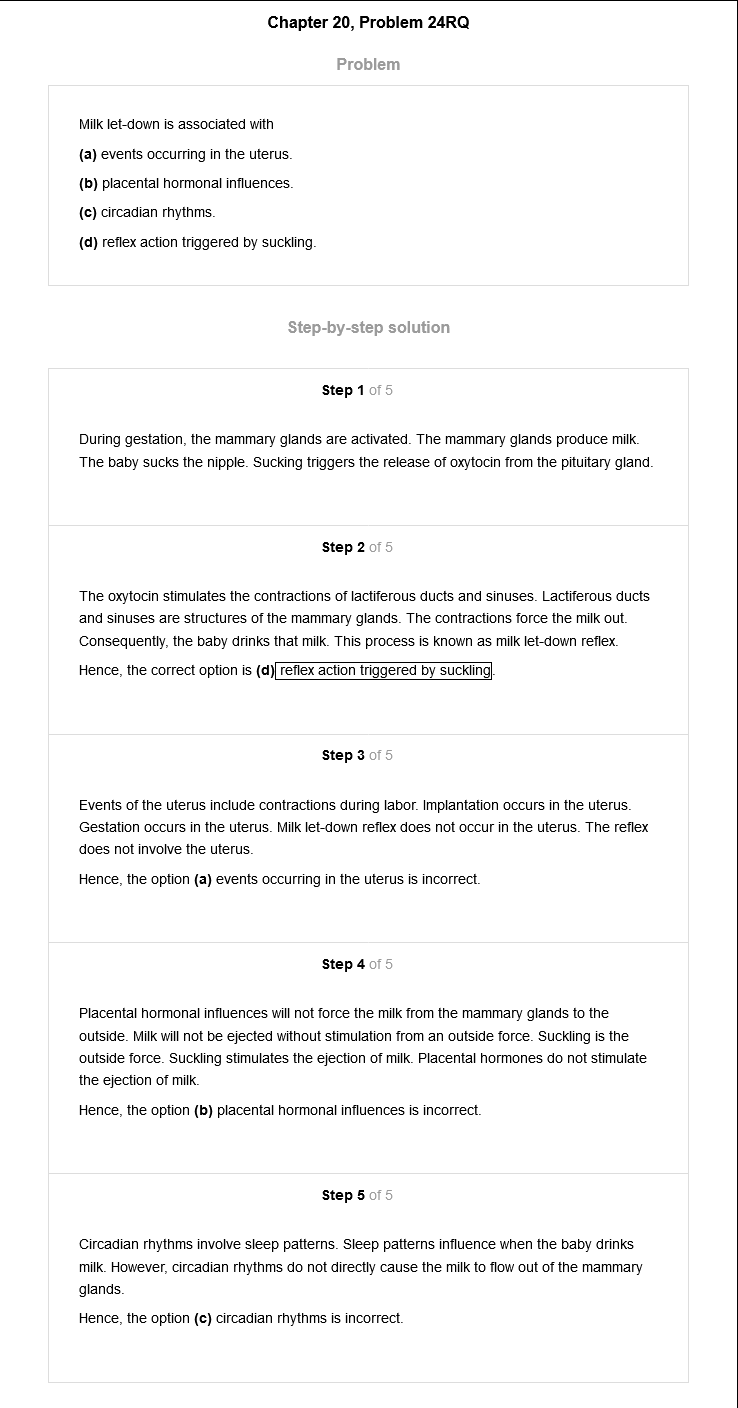 Chapter 20, Problem 24RQ
Problem
Milk let-down is associated with
(a) events occurring in the uterus.
(b) placental hormonal influences.
(c) circadian rhythms.
(d) reflex action triggered by suckling.
Step-by-step solution
Step 1 of 5
During gestation, the mammary glands are activated. The mammary glands produce milk.
The baby sucks the nipple. Sucking triggers the release of oxytocin from the pituitary gland.
Step 2 of 5
The oxytocin stimulates the contractions of lactiferous ducts and sinuses. Lactiferous ducts
and sinuses are structures of the mammary glands. The contractions force the milk out.
Consequently, the baby drinks that milk. This process is known as milk let-down reflex.
Hence, the correct option is (d) reflex action triggered by suckling.
Step 3 of 5
Events of the uterus include contractions during labor. Implantation occurs in the uterus.
Gestation occurs in the uterus. Milk let-down reflex does not occur in the uterus. The reflex
does not involve the uterus.
Hence, the option (a) events occurring in the uterus is incorrect.
Step 4 of 5
Placental hormonal influences will not force the milk from the mammary glands to the
outside. Milk will not be ejected without stimulation from an outside force. Suckling is the
outside force. Suckling stimulates the ejection of milk. Placental hormones do not stimulate
the ejection of milk.
Hence, the option (b) placental hormonal influences is incorrect.
Step 5 of 5
Circadian rhythms involve sleep patterns. Sleep patterns influence when the baby drinks
milk. However, circadian rhythms do not directly cause the milk to flow out of the mammary
glands.
Hence, the option (c) circadian rhythms is incorrect.